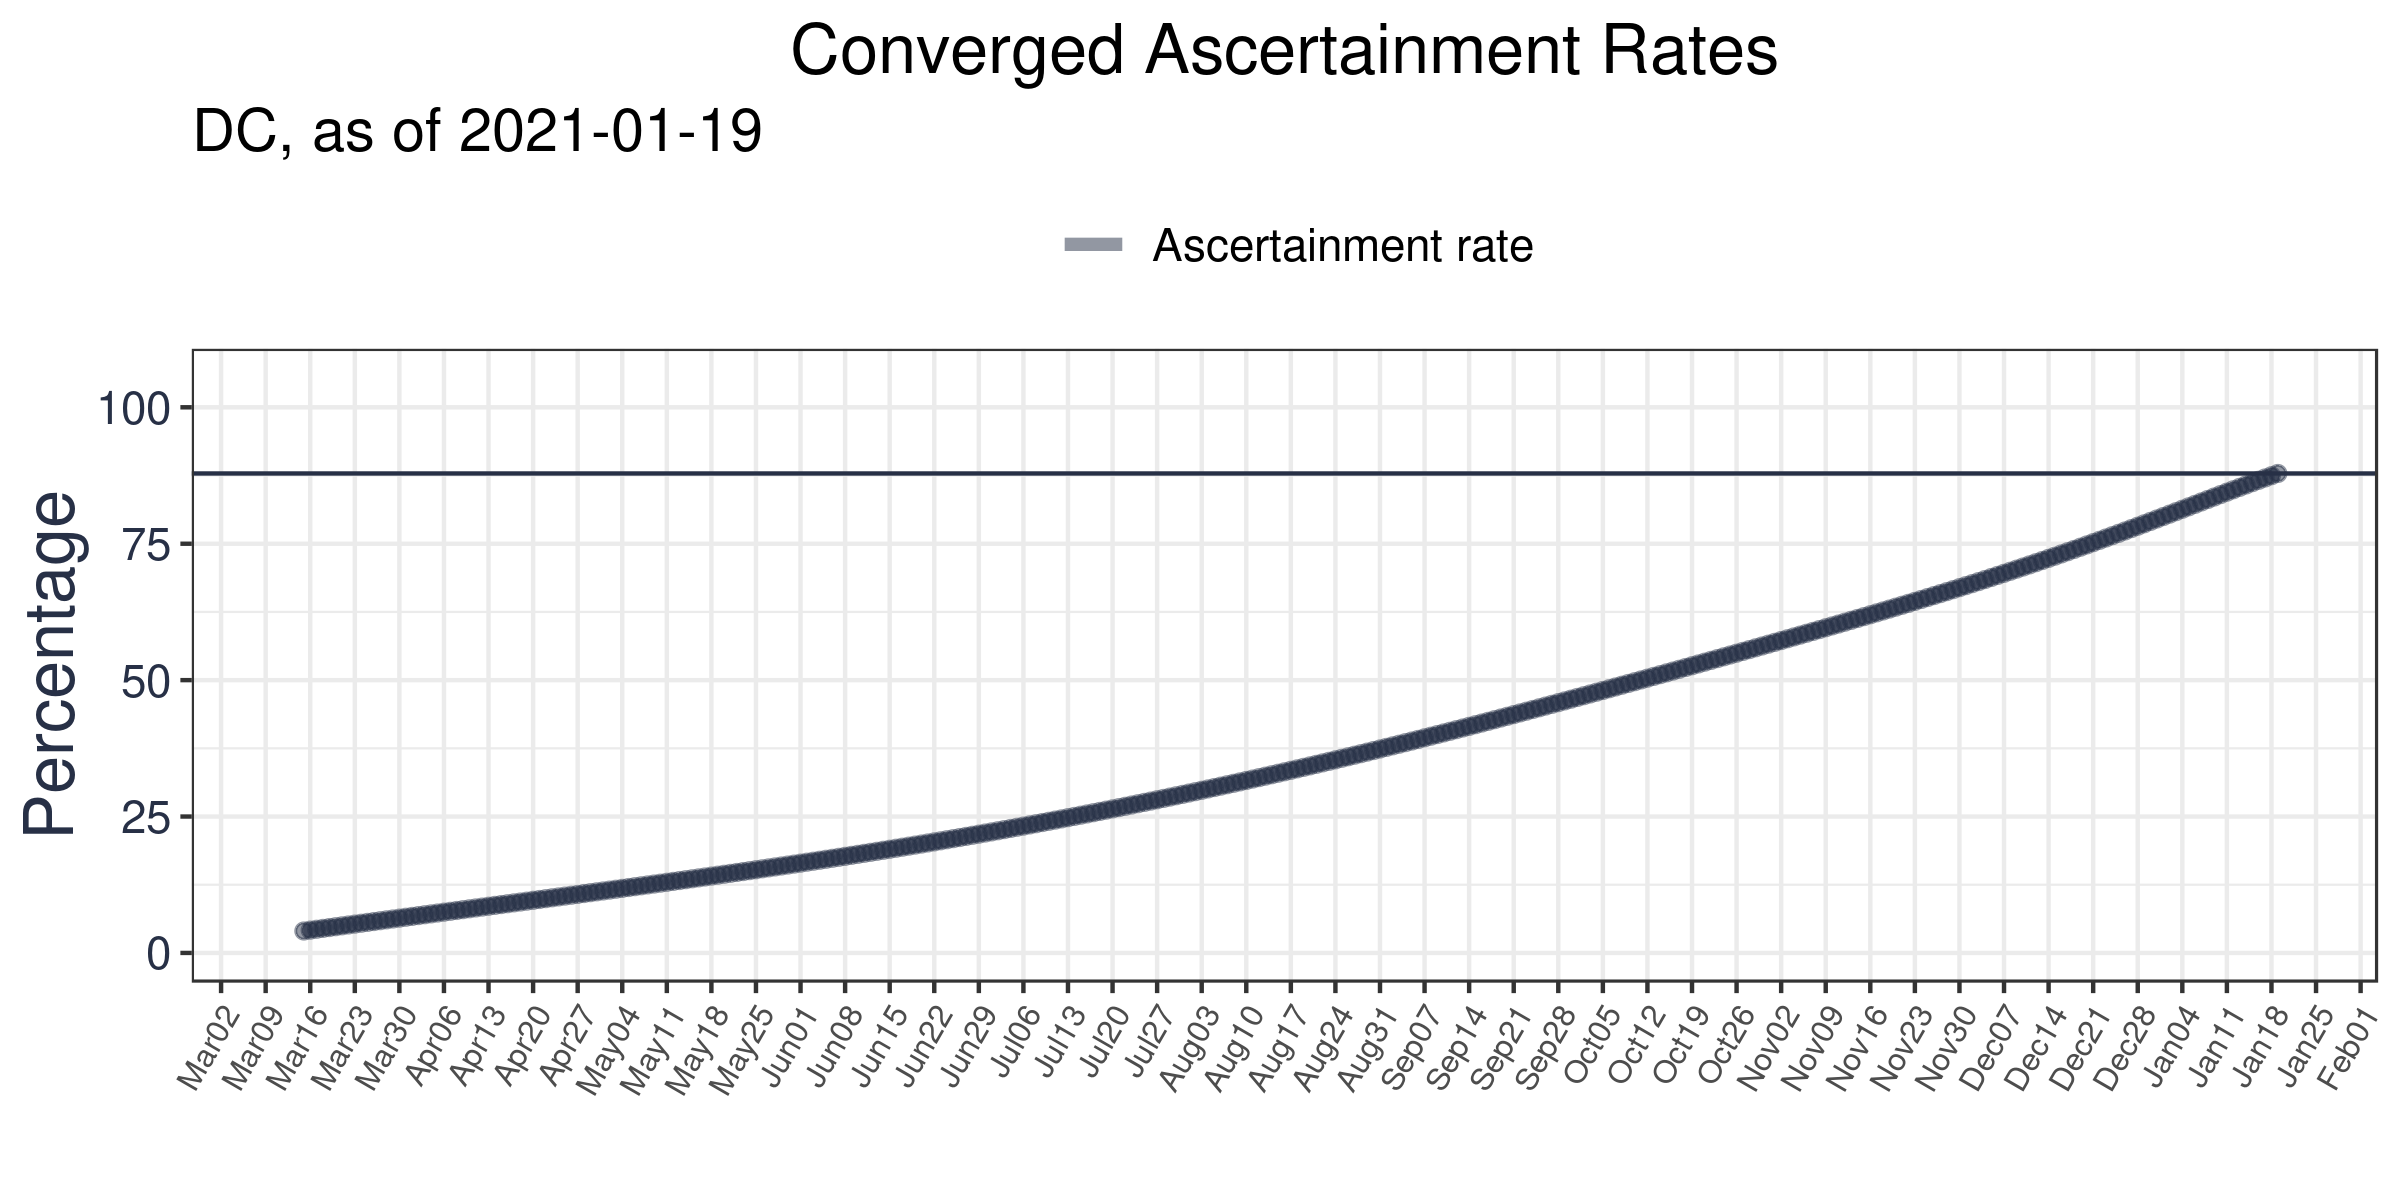 Converged Ascertainment Rates
DC, as of 2021-01-19
Ascertainment rate
Percentage
100
75
50
25
0
Mar02
Mar09
Mar16
Mar23
Mar30
Apr06
Apr13
Apr20
Apr27
May04
May11
May18
May25
Jun01
Jun08
Jun15
Jun22
Jun29
Jul06
Jul13
Jul20
Jul27
Aug03
Aug10
Aug17
Aug24
Aug31
Sep07
Sep14
Sep21
Sep28
Oct05
Oct12
Oct19
Oct26
Nov02
Nov09
Nov16
Nov23
Nov30
Dec07
Dec14
Dec21
Dec28
Jan04
Jan11
Jan18
Jan25
Feb01